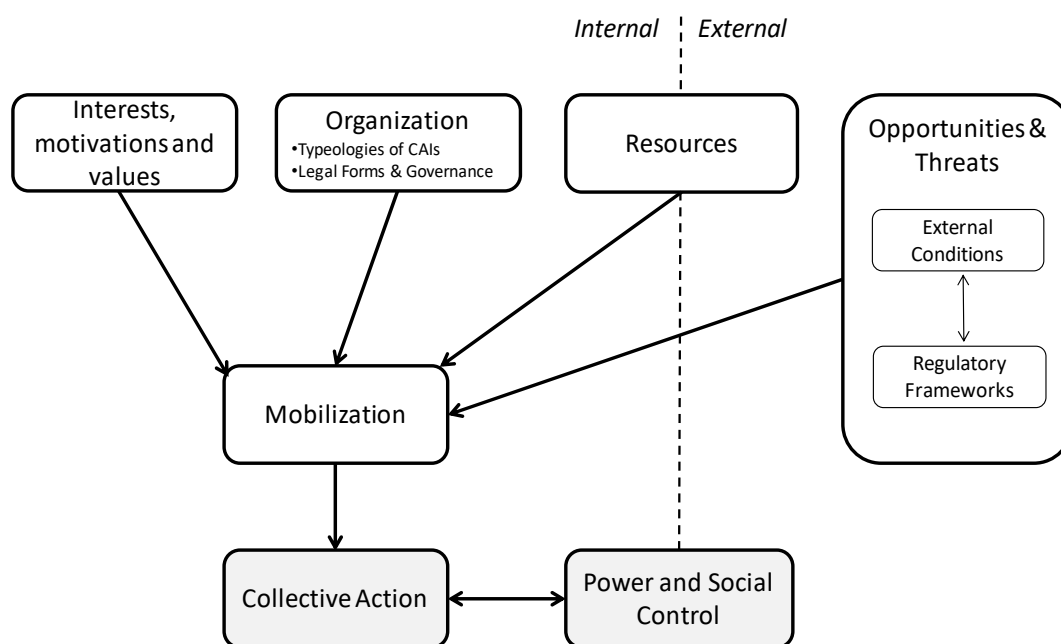 Internal
External
Interests,
motivations and
values
Organization
•Typeologies of CAIs
•Legal Forms & Governance
Resources
Opportunities &
Threats
External
Conditions
Regulatory
Frameworks
Mobilization
Collective Action
Power and Social
Control